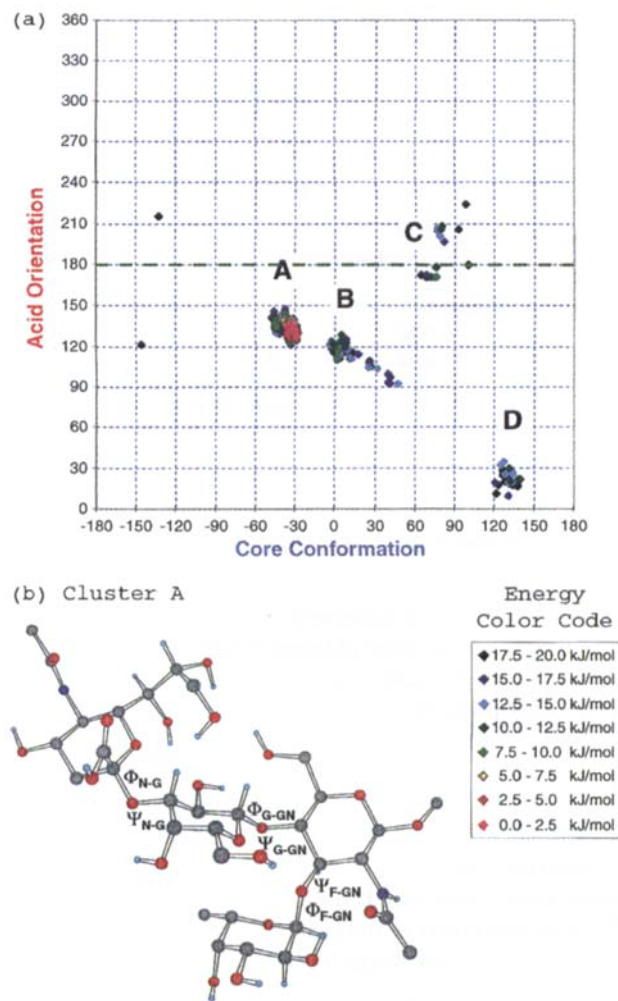 (a)
360
330
300
270
240
210
180
150
120
90
60
30
0
Acid Orientation
A
B
C
D
-180 -150 -120 -90 -60 -30 0 30 60 90 120 150 180
Core Conformation
(b) Cluster A
Energy
Color Code
17.5 - 20.0 kJ/mol
15.0 - 17.5 kJ/mol
12.5 - 15.0 kJ/mol
10.0 - 12.5 kJ/mol
7.5 - 10.0 kJ/mol
5.0 - 7.5 kJ/mol
2.5 - 5.0 kJ/mol
0.0 - 2.5 kJ/mol
ΦN-G
ΨN-G
ΦG-GN
ΨG-GN
ΨF-GN
ΦF-GN